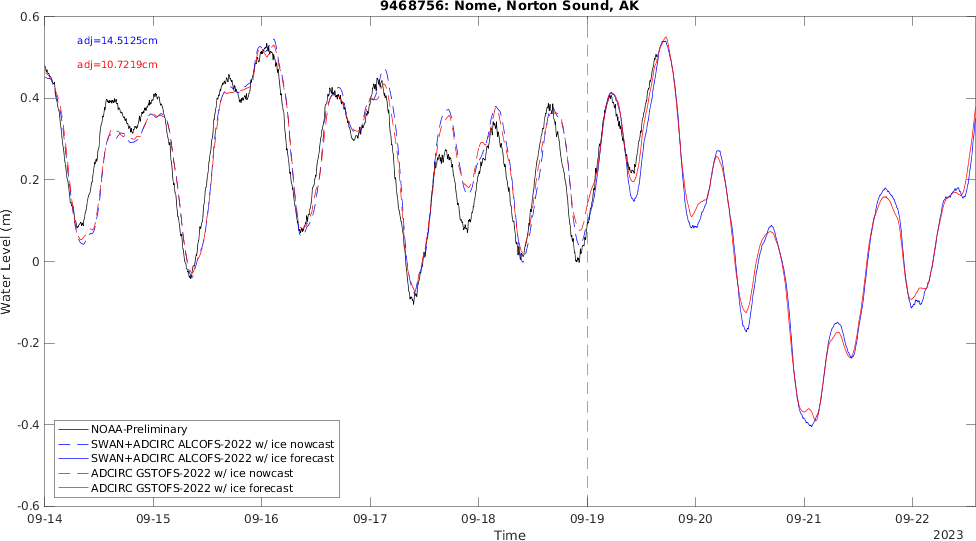 9468756: Nome, Norton Sound, AK
0.6
adj=14.5125cm
adj=10.7219cm
0.4
0.2
0
-0.2
-0.4
-0.6
Water Level (m)
NOAA-Preliminary
SWAN+ADCIRC ALCOFS-2022 w/ ice nowcast
SWAN+ADCIRC ALCOFS-2022 w/ ice forecast
ADCIRC GSTOFS-2022 w/ ice nowcast
ADCIRC GSTOFS-2022 w/ ice forecast
09-14 09-15 09-16 09-17 09-18 09-19 09-20 09-21 09-22
Time
2023